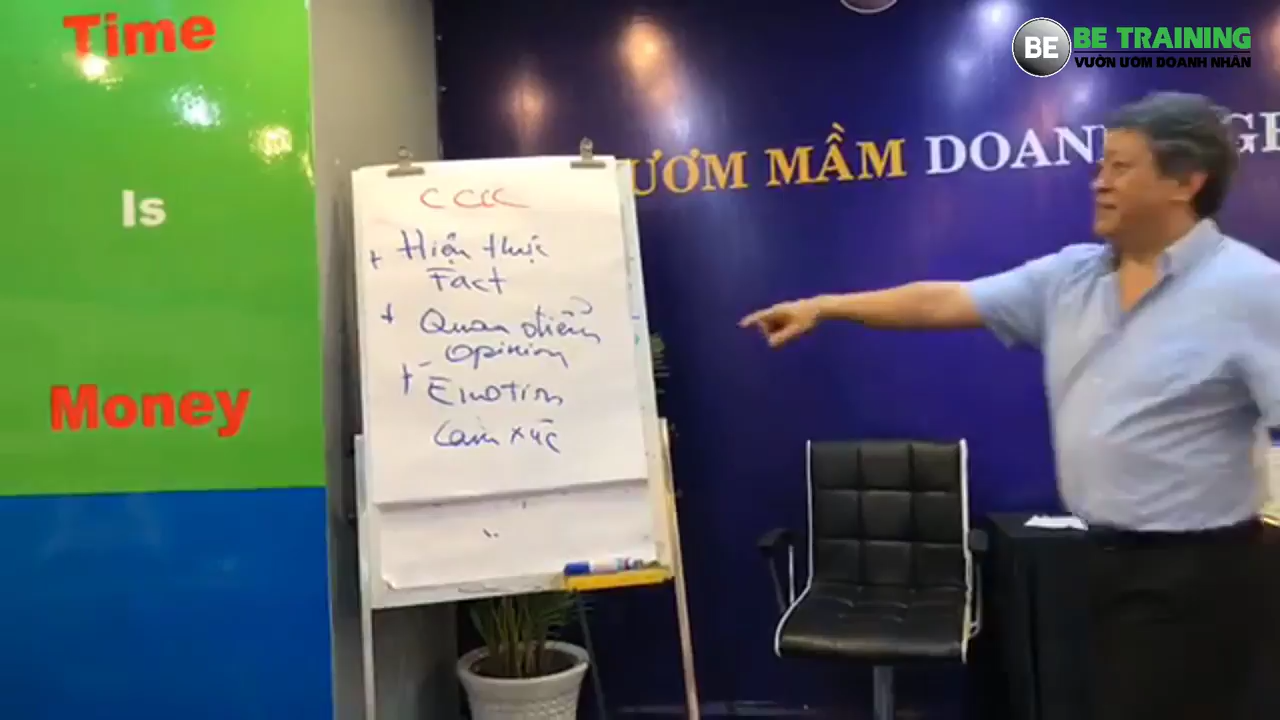 Time
Is
Money
BE BE TRAINING
VƯỜN ƯƠM DOANH NHÂN
ƯƠM MẦM DOANH
CCCC
+ Hiện thực
Fact
+ Quan điểm
Opinion
+ Emotion
Cảm xúc